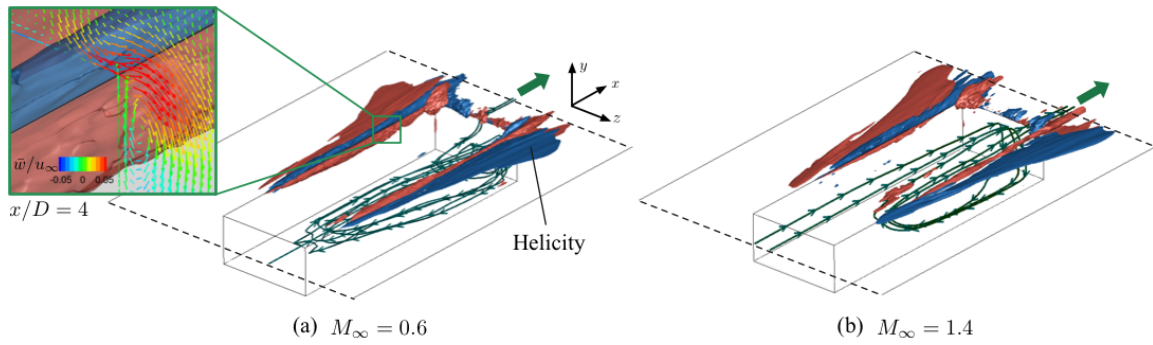 w̄/u∞
-0.05 0 0.05
x/D = 4
y
x
z
Helicity
(a) M∞ = 0.6
(b) M∞ = 1.4